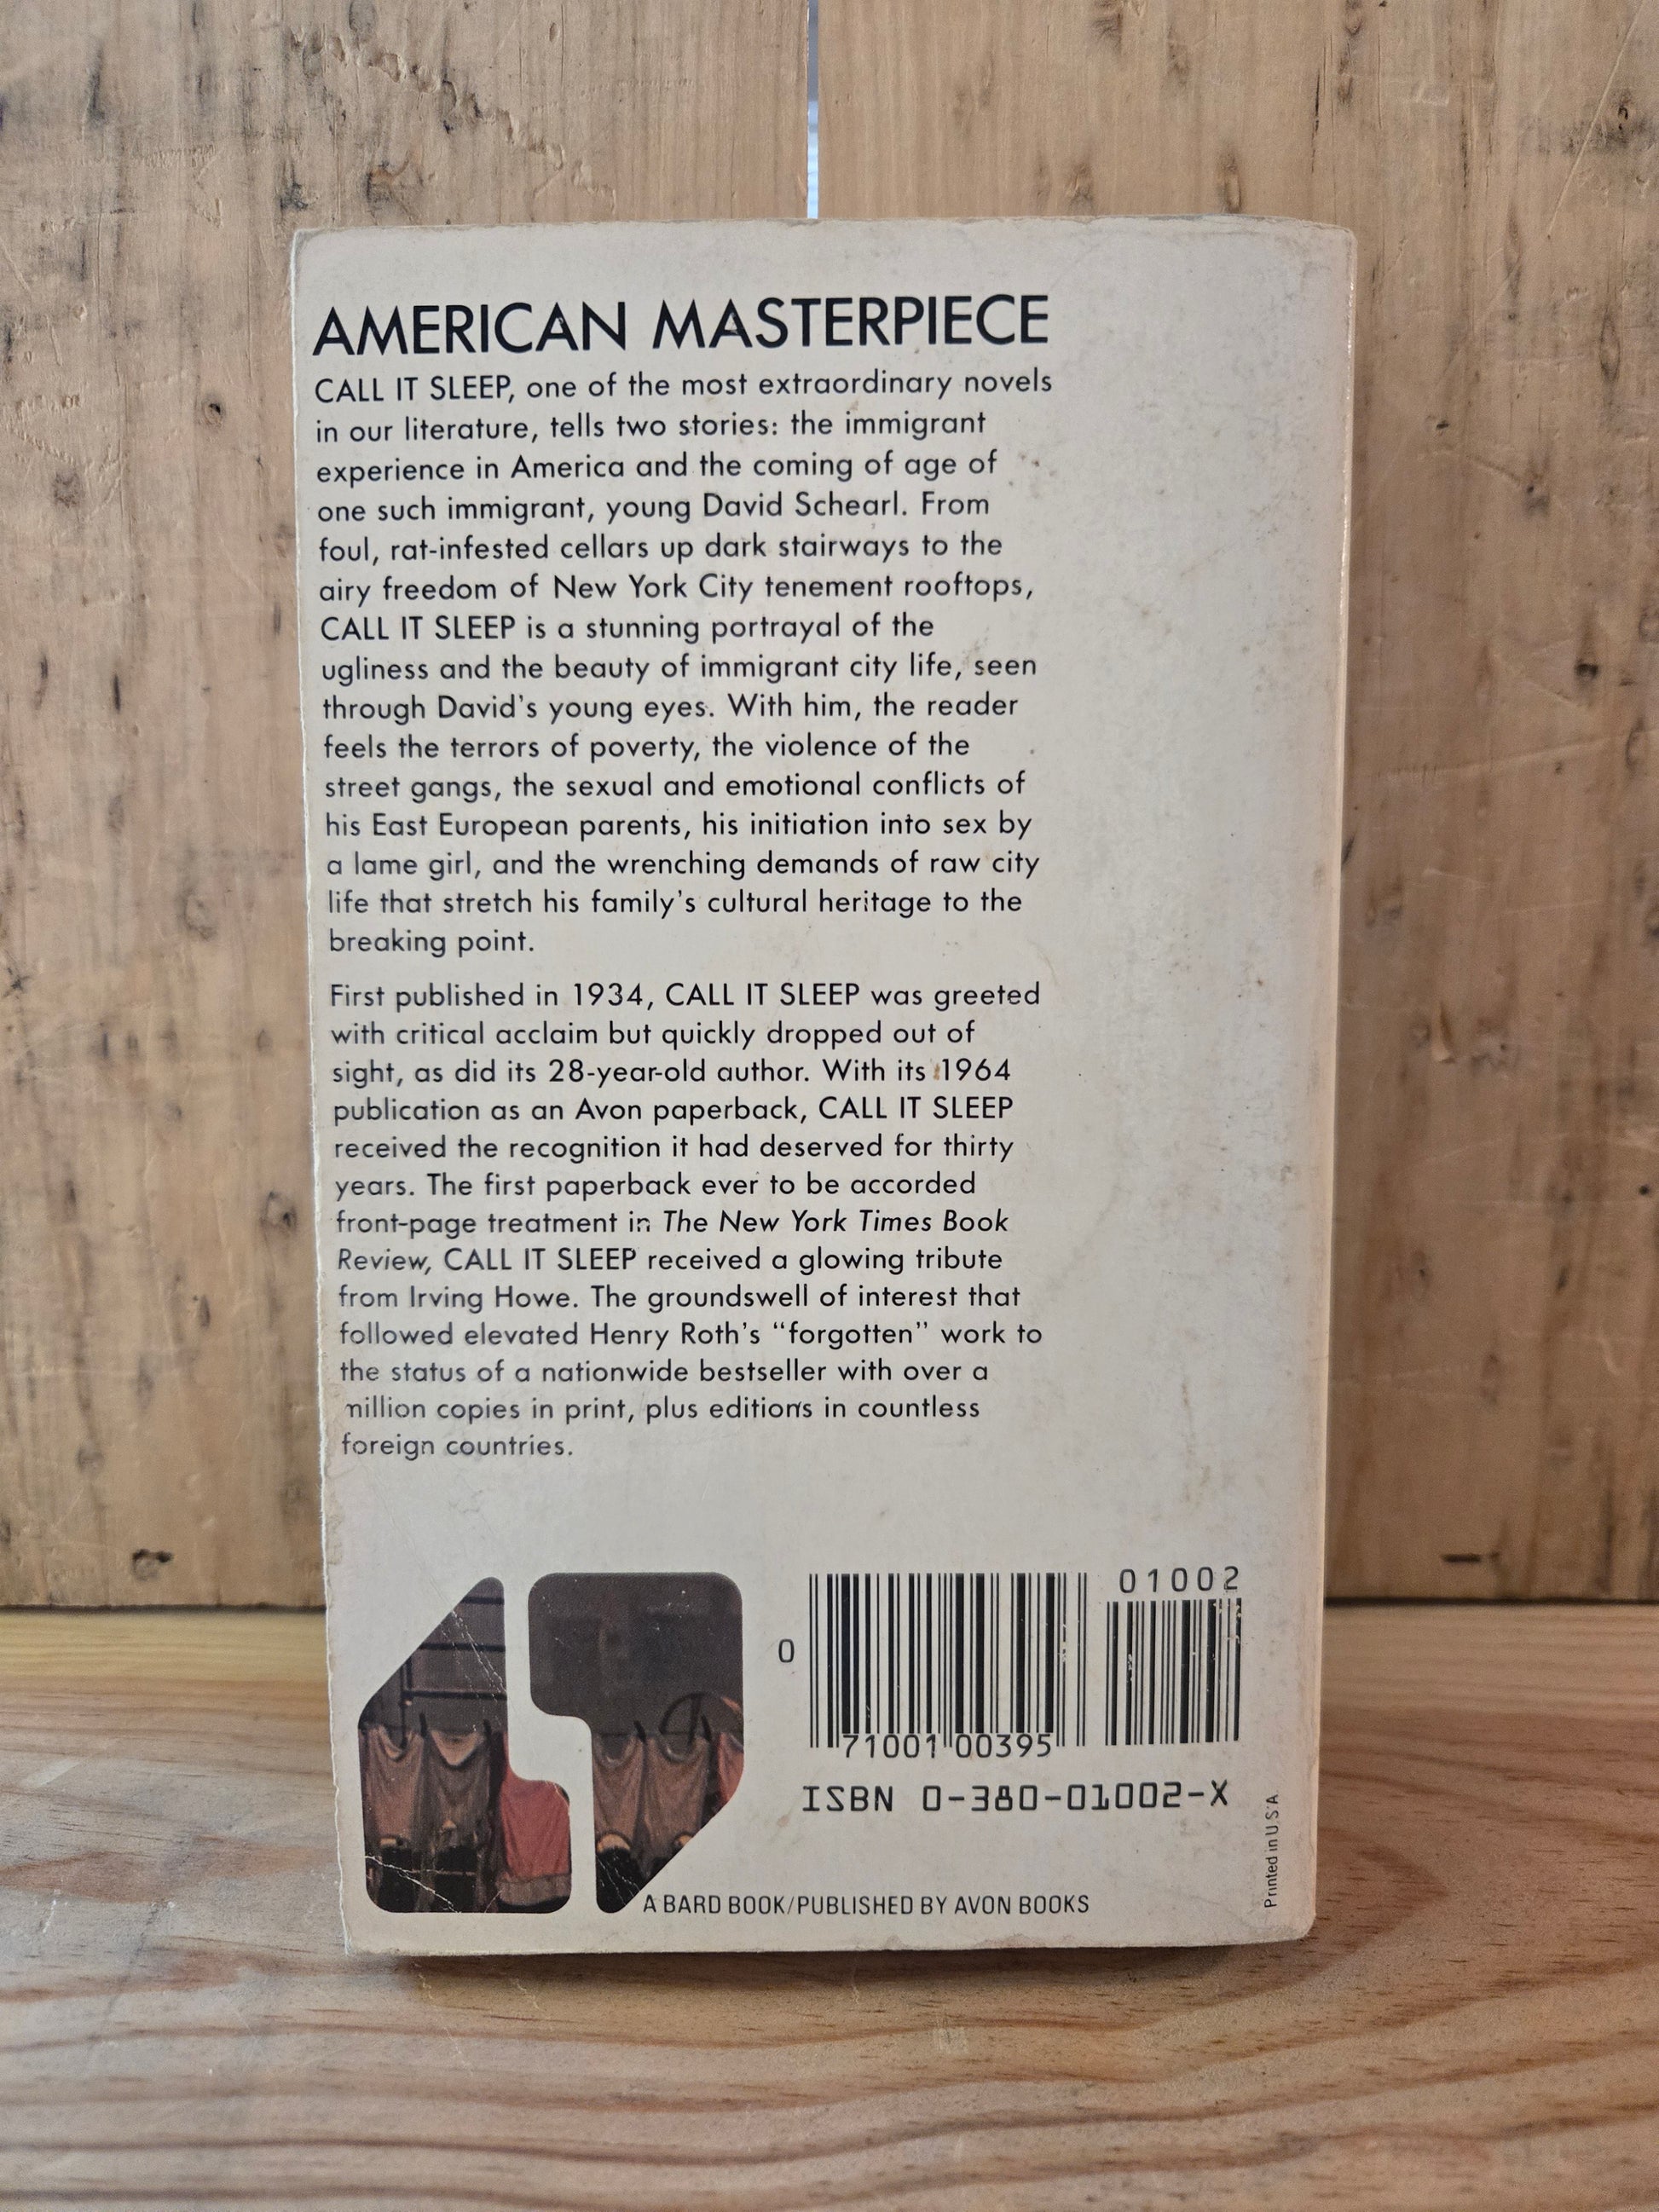 AMERICAN MASTERPIECE
CALL IT SLEEP, one of the most extraordinary novels
in our literature, tells two stories: the immigrant
experience in America and the coming of age of
one such immigrant, young David Schearl. From
foul, rat-infested cellars up dark stairways to the
airy freedom of New York City tenement rooftops,
CALL IT SLEEP is a stunning portrayal of the
ugliness and the beauty of immigrant city life, seen
through David's young eyes. With him, the reader
feels the terrors of poverty, the violence of the
street gangs, the sexual and emotional conflicts of
his East European parents, his initiation into sex by
a lame girl, and the wrenching demands of raw city
life that stretch his family's cultural heritage to the
breaking point.
First published in 1934, CALL IT SLEEP was greeted
with critical acclaim but quickly dropped out of
sight, as did its 28-year-old author. With its 1964
publication as an Avon paperback, CALL IT SLEEP
received the recognition it had deserved for thirty
years. The first paperback ever to be accorded
front-page treatment in The New York Times Book
Review, CALL IT SLEEP received a glowing tribute
from Irving Howe. The groundswell of interest that
followed elevated Henry Roth's “forgotten” work to
the status of a nationwide bestseller with over a
million copies in print, plus editions in countless
foreign countries.
01002
0
71001 00395
ISBN 0-380-01002-X
Printed in U.S.A.
A BARD BOOK/PUBLISHED BY AVON BOOKS